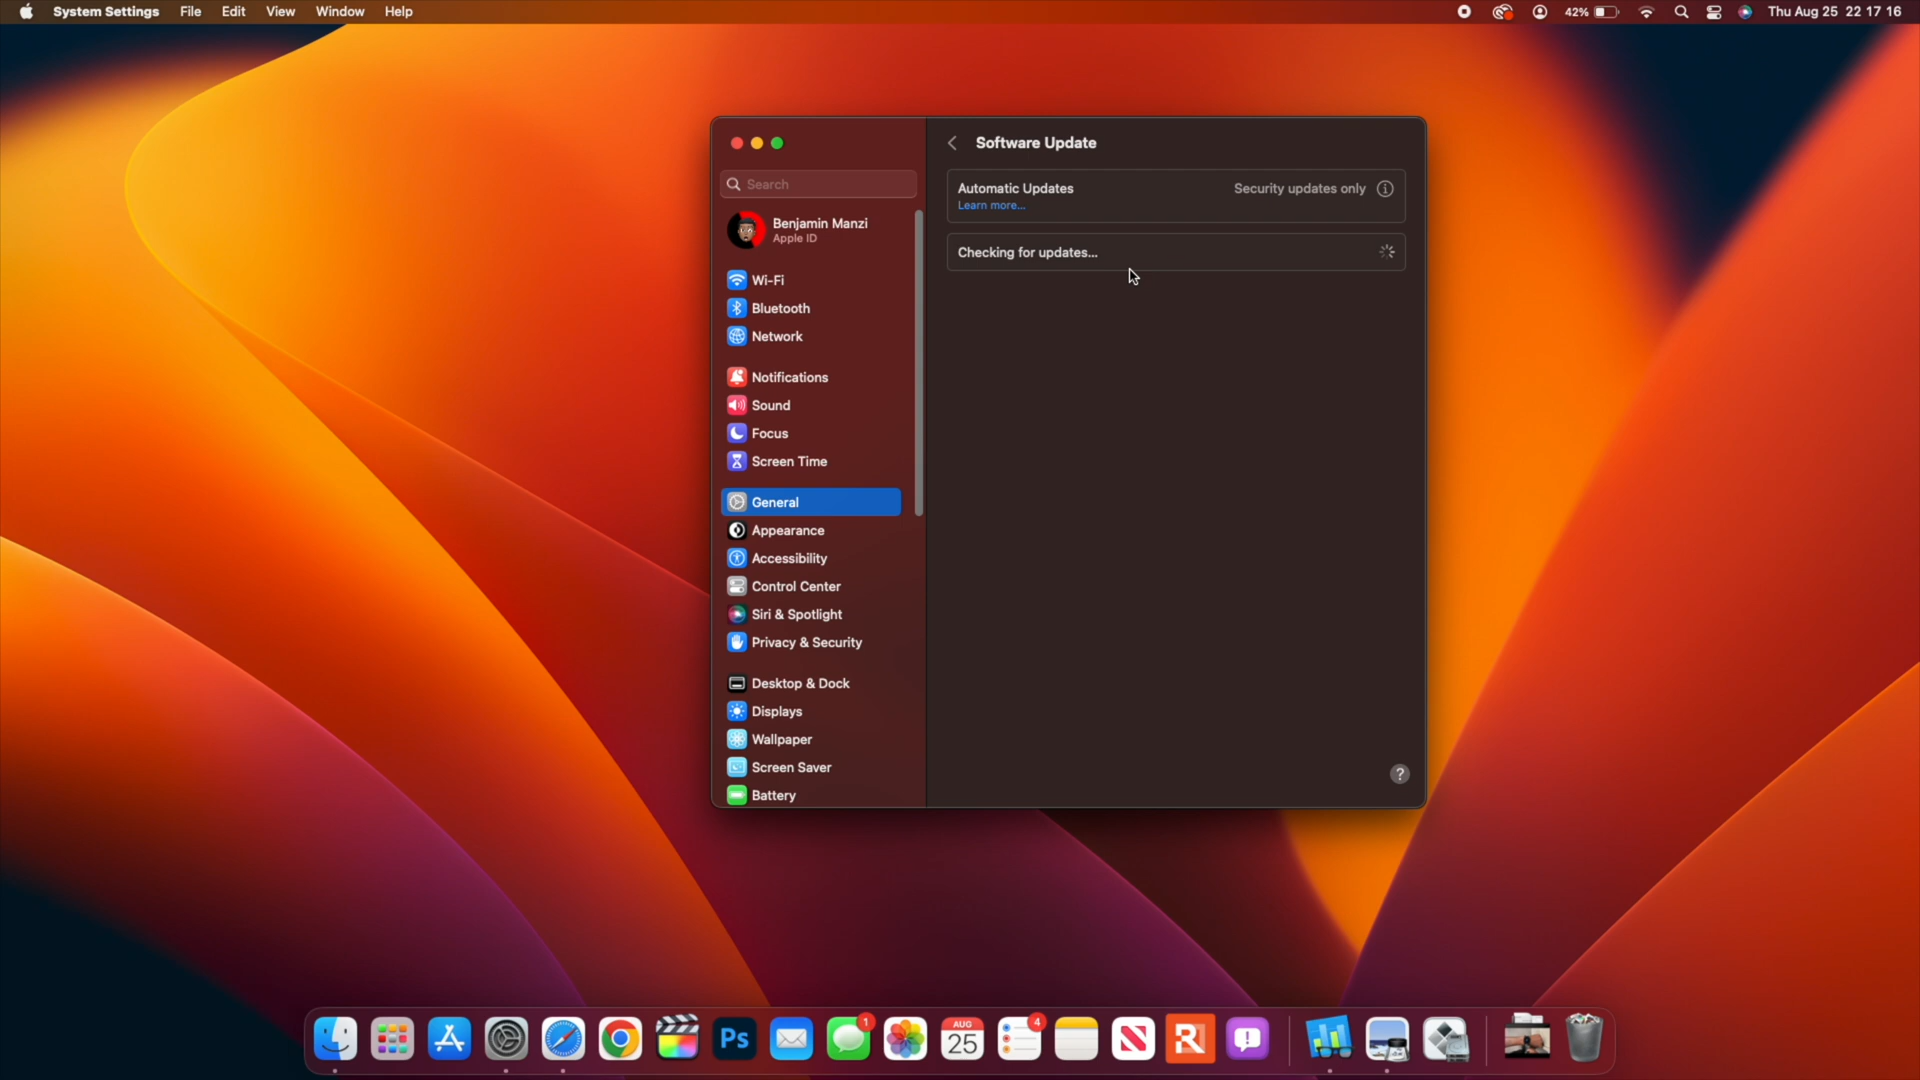 System Settings File Edit View Window Help 42% Thu Aug 25 22 17 16
Software Update
Search
Automatic Updates Security updates only
Learn more...
Benjamin Manzi
Apple ID
Checking for updates...
Wi-Fi
Bluetooth
Network
Notifications
Sound
Focus
Screen Time
General
Appearance
Accessibility
Control Center
Siri & Spotlight
Privacy & Security
Desktop & Dock
Displays
Wallpaper
Screen Saver
Battery
?
Ps 1 AUG 25 4 N R !